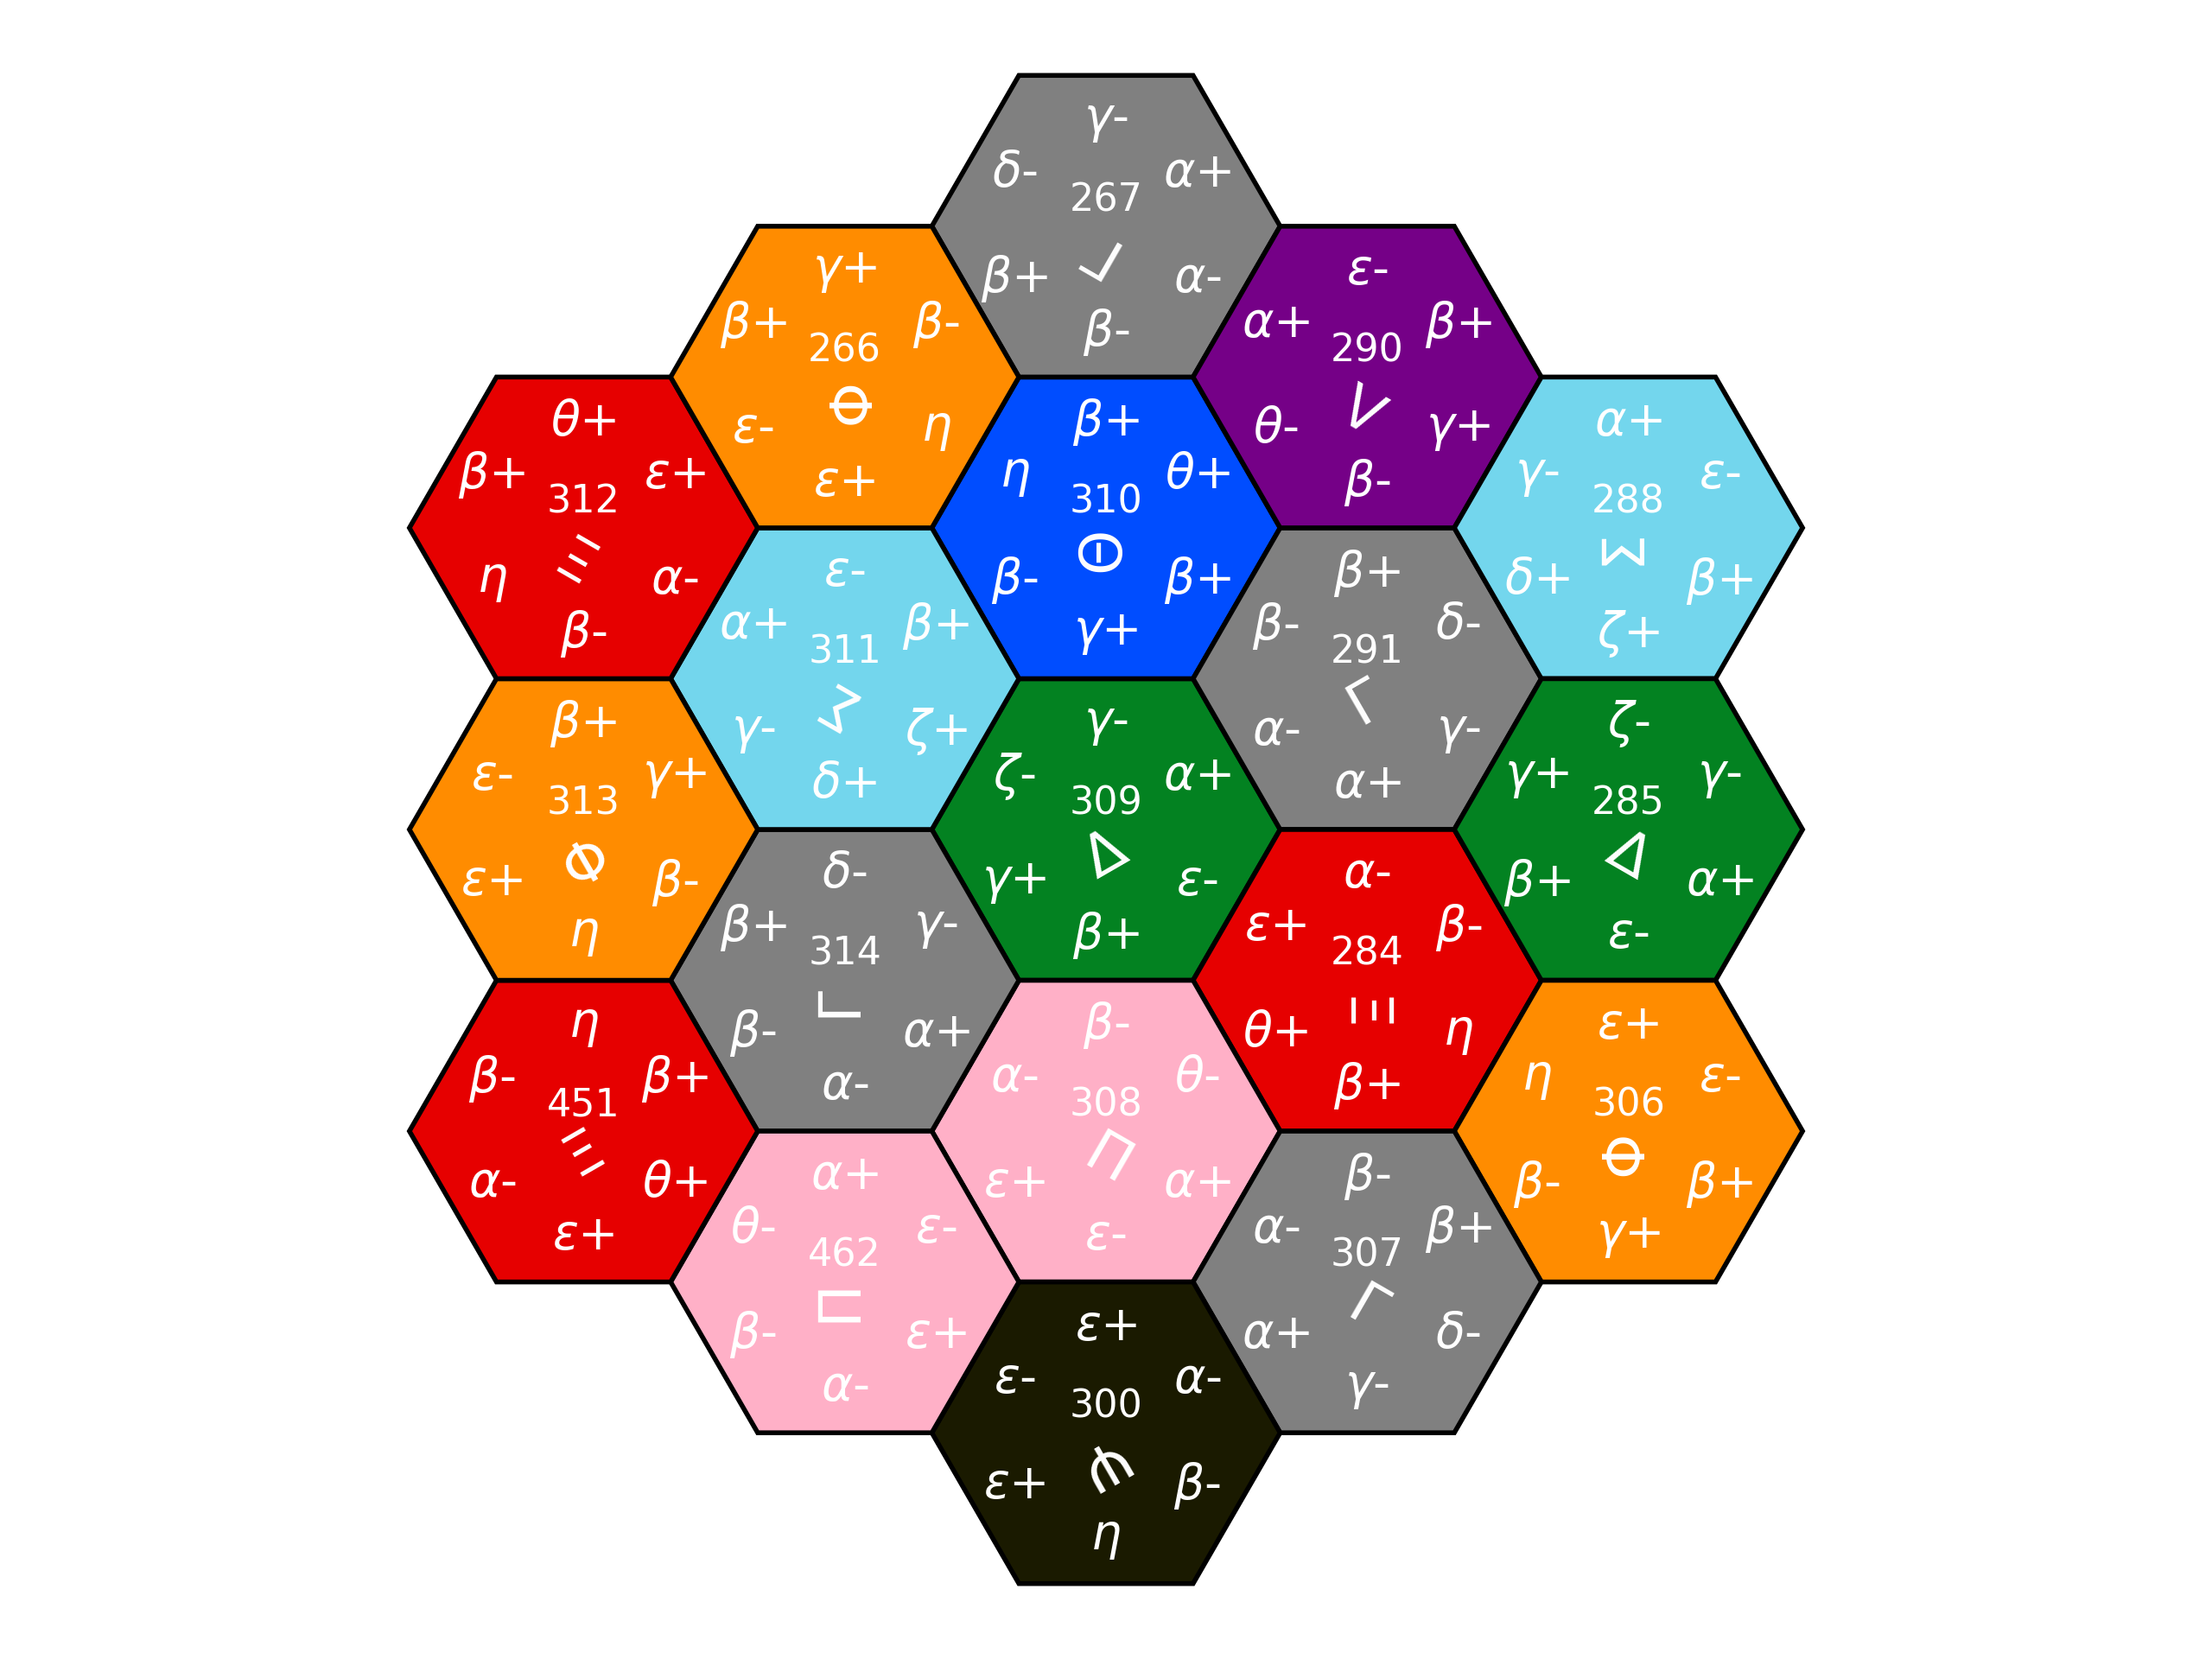 γ-
δ- α+
267
Γ
β+ α-
β-
γ+
β+ β-
266
Θ
ε- η
ε+
ε-
α+ β+
290
Λ
θ- γ+
β-
θ+
β+ ε+
312
Ξ
η α-
β-
β+
η θ+
310
Θ
β- β+
γ+
α+
γ- ε-
288
Σ
δ+ β+
ζ+
ε-
α+ β+
311
Σ
γ- ζ+
δ+
β+
β- δ-
291
Γ
α- γ-
α+
β+
ε- γ+
313
Φ
ε+ β-
η
γ-
ζ- α+
309
Δ
γ+ ε-
β+
ζ-
γ+ γ-
285
Δ
β+ α+
ε-
δ-
β+ γ-
314
Γ
β- α+
α-
α-
ε+ β-
284
Ξ
θ+ η
β+
η
β- β+
451
Ξ
α- θ+
ε+
β-
α- θ-
308
Π
ε+ α+
ε-
ε+
η ε-
306
Θ
β- β+
γ+
α+
θ- ε-
462
Π
β- ε+
α-
β-
α- β+
307
Γ
α+ δ-
γ-
ε+
ε- α-
300
ε+ β-
η